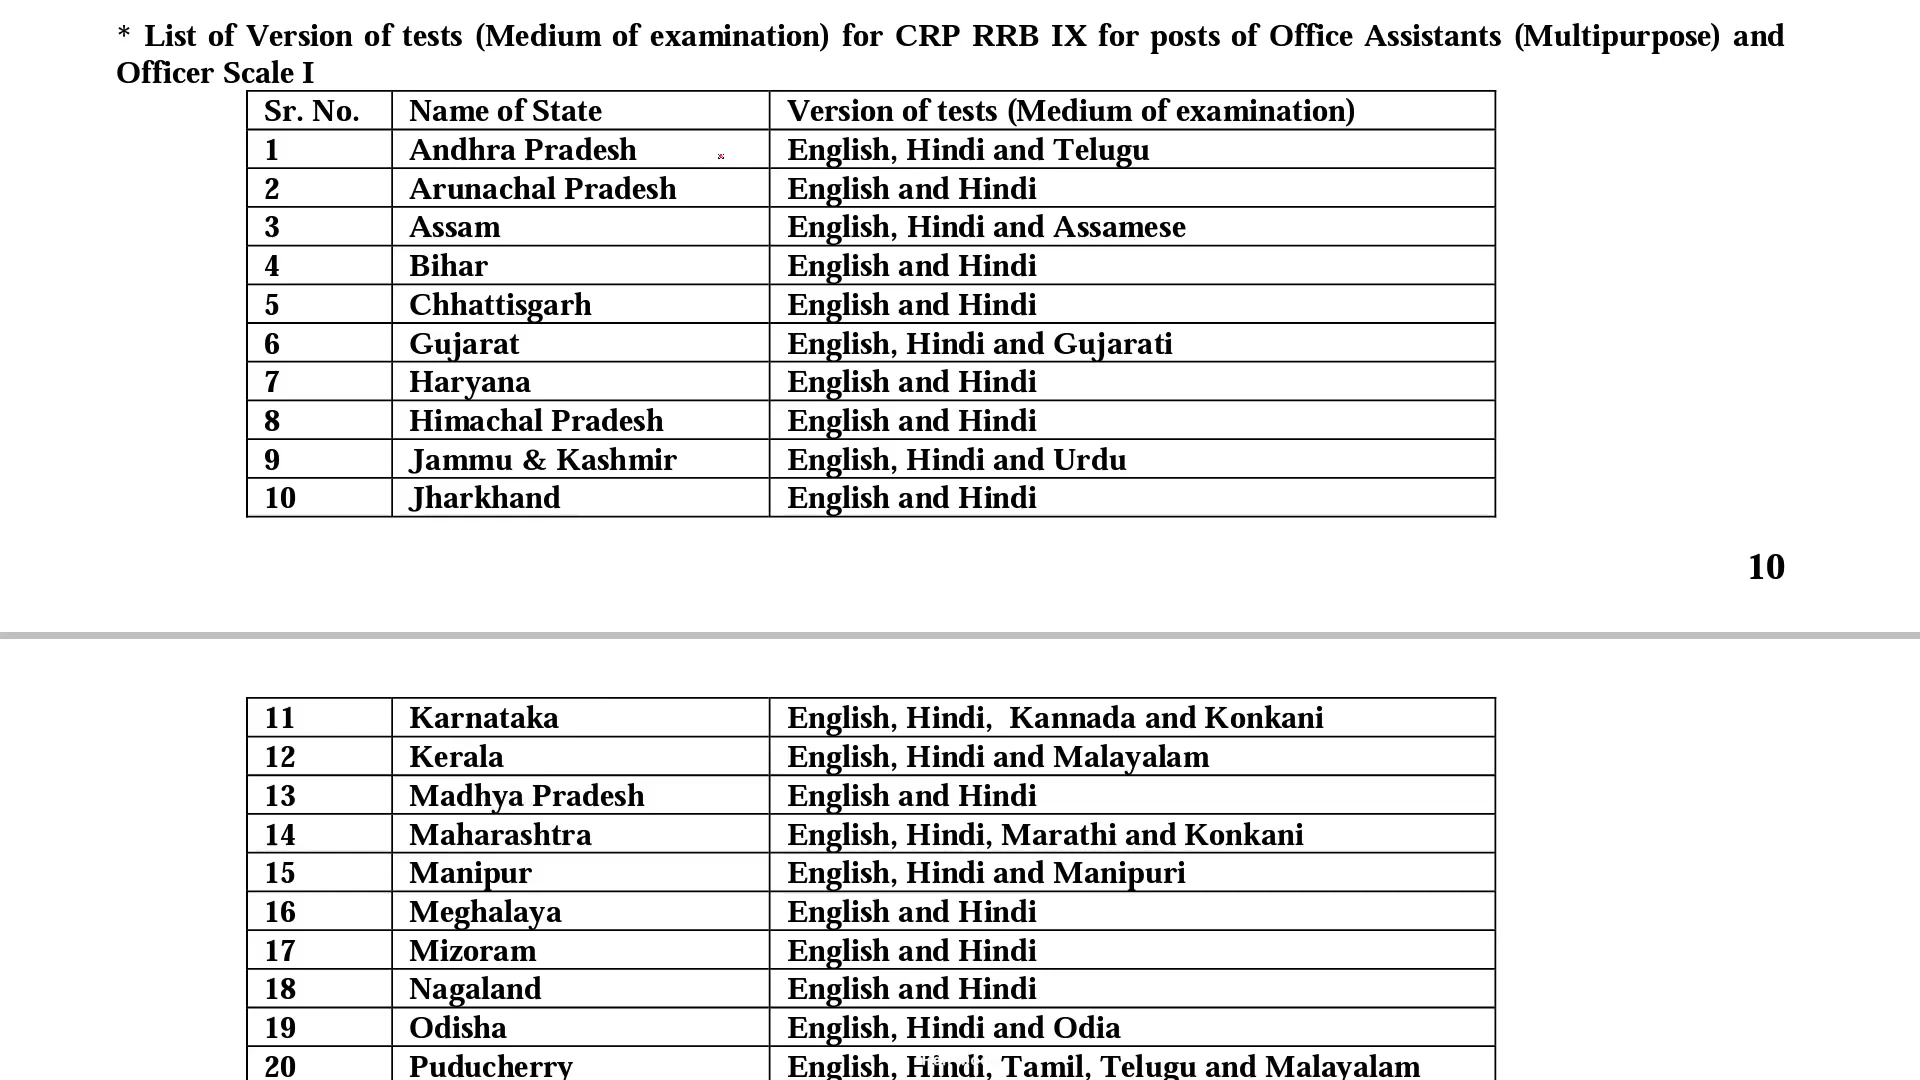 * List of Version of tests (Medium of examination) for CRP RRB IX for posts of Office Assistants (Multipurpose) and
Officer Scale I
Sr. No. Name of State Version of tests (Medium of examination)
1 Andhra Pradesh English, Hindi and Telugu
2 Arunachal Pradesh English and Hindi
3 Assam English, Hindi and Assamese
4 Bihar English and Hindi
5 Chhattisgarh English and Hindi
6 Gujarat English, Hindi and Gujarati
7 Haryana English and Hindi
8 Himachal Pradesh English and Hindi
9 Jammu & Kashmir English, Hindi and Urdu
10 Jharkhand English and Hindi
10
11 Karnataka English, Hindi, Kannada and Konkani
12 Kerala English, Hindi and Malayalam
13 Madhya Pradesh English and Hindi
14 Maharashtra English, Hindi, Marathi and Konkani
15 Manipur English, Hindi and Manipuri
16 Meghalaya English and Hindi
17 Mizoram English and Hindi
18 Nagaland English and Hindi
19 Odisha English, Hindi and Odia
20 Puducherry English, Hindi, Tamil, Telugu and Malayalam